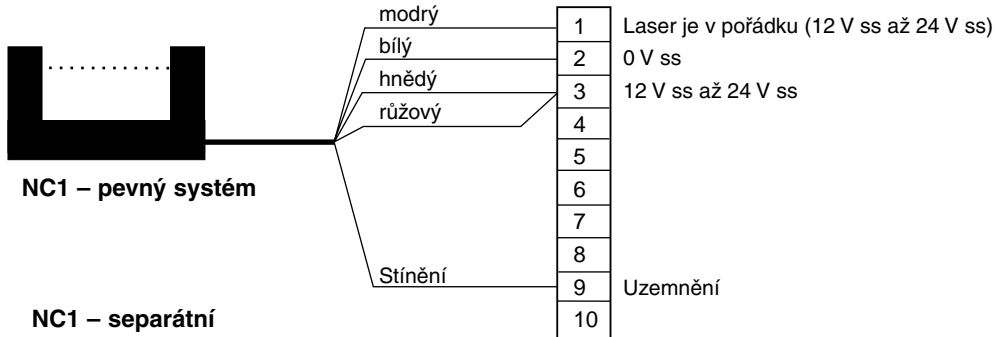 modrý
1 Laser je v pořádku (12 V ss až 24 V ss)
bílý
2 0 V ss
hnědý
3 12 V ss až 24 V ss
růžový
4
5
NC1 – pevný systém
6
7
8
Stínění
9 Uzemnění
NC1 – separátní
10